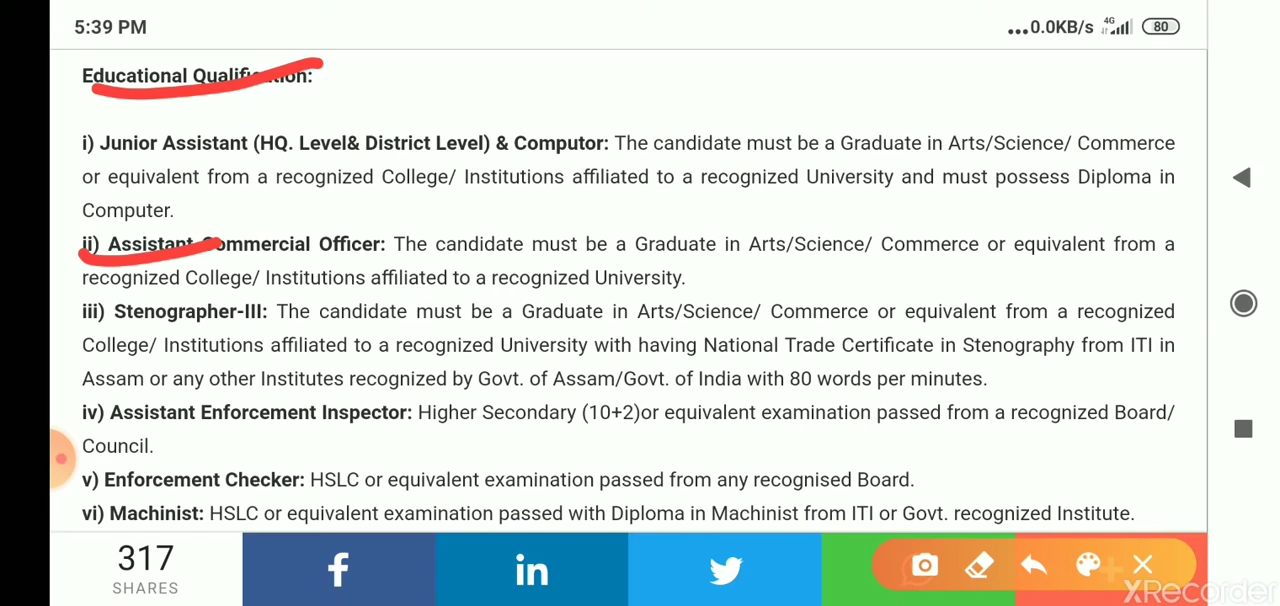 5:39 PM
...0.0KB/s 4G 80
Educational Qualification:
i) Junior Assistant (HQ. Level& District Level) & Computor: The candidate must be a Graduate in Arts/Science/ Commerce
or equivalent from a recognized College/ Institutions affiliated to a recognized University and must possess Diploma in
Computer.
ii) Assistant Commercial Officer: The candidate must be a Graduate in Arts/Science/ Commerce or equivalent from a
recognized College/ Institutions affiliated to a recognized University.
iii) Stenographer-III: The candidate must be a Graduate in Arts/Science/ Commerce or equivalent from a recognized
College/ Institutions affiliated to a recognized University with having National Trade Certificate in Stenography from ITI in
Assam or any other Institutes recognized by Govt. of Assam/Govt. of India with 80 words per minutes.
iv) Assistant Enforcement Inspector: Higher Secondary (10+2)or equivalent examination passed from a recognized Board/
Council.
v) Enforcement Checker: HSLC or equivalent examination passed from any recognised Board.
vi) Machinist: HSLC or equivalent examination passed with Diploma in Machinist from ITI or Govt. recognized Institute.
317
SHARES
f
in
XRecorder